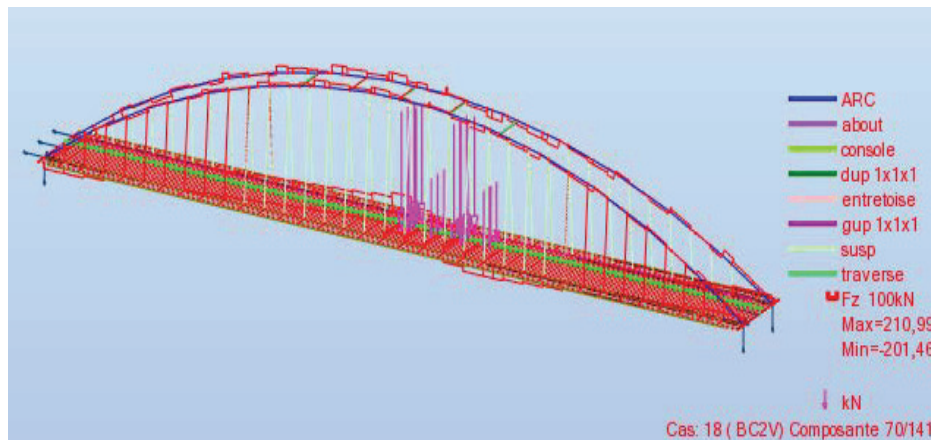 ARC
about
console
dup 1x1x1
entretoise
gup 1x1x1
susp
traverse
Fz 100kN
Max=210,99
Min=-201,46
kN
Cas: 18 ( BC2V) Composante 70/141